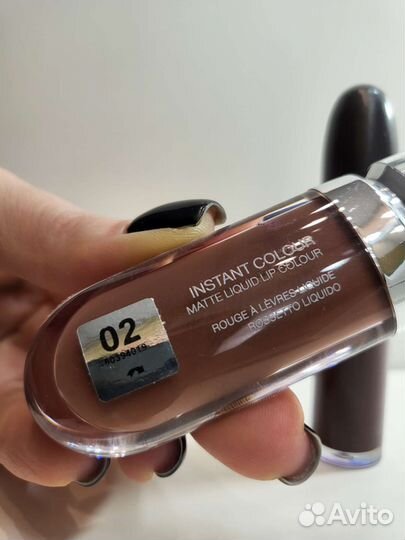 INSTANT COLOUR
MATTE LIQUID LIP COLOUR
ROUGE À LÈVRES LIQUIDE
ROSSETTO LIQUIDO
02
Avito